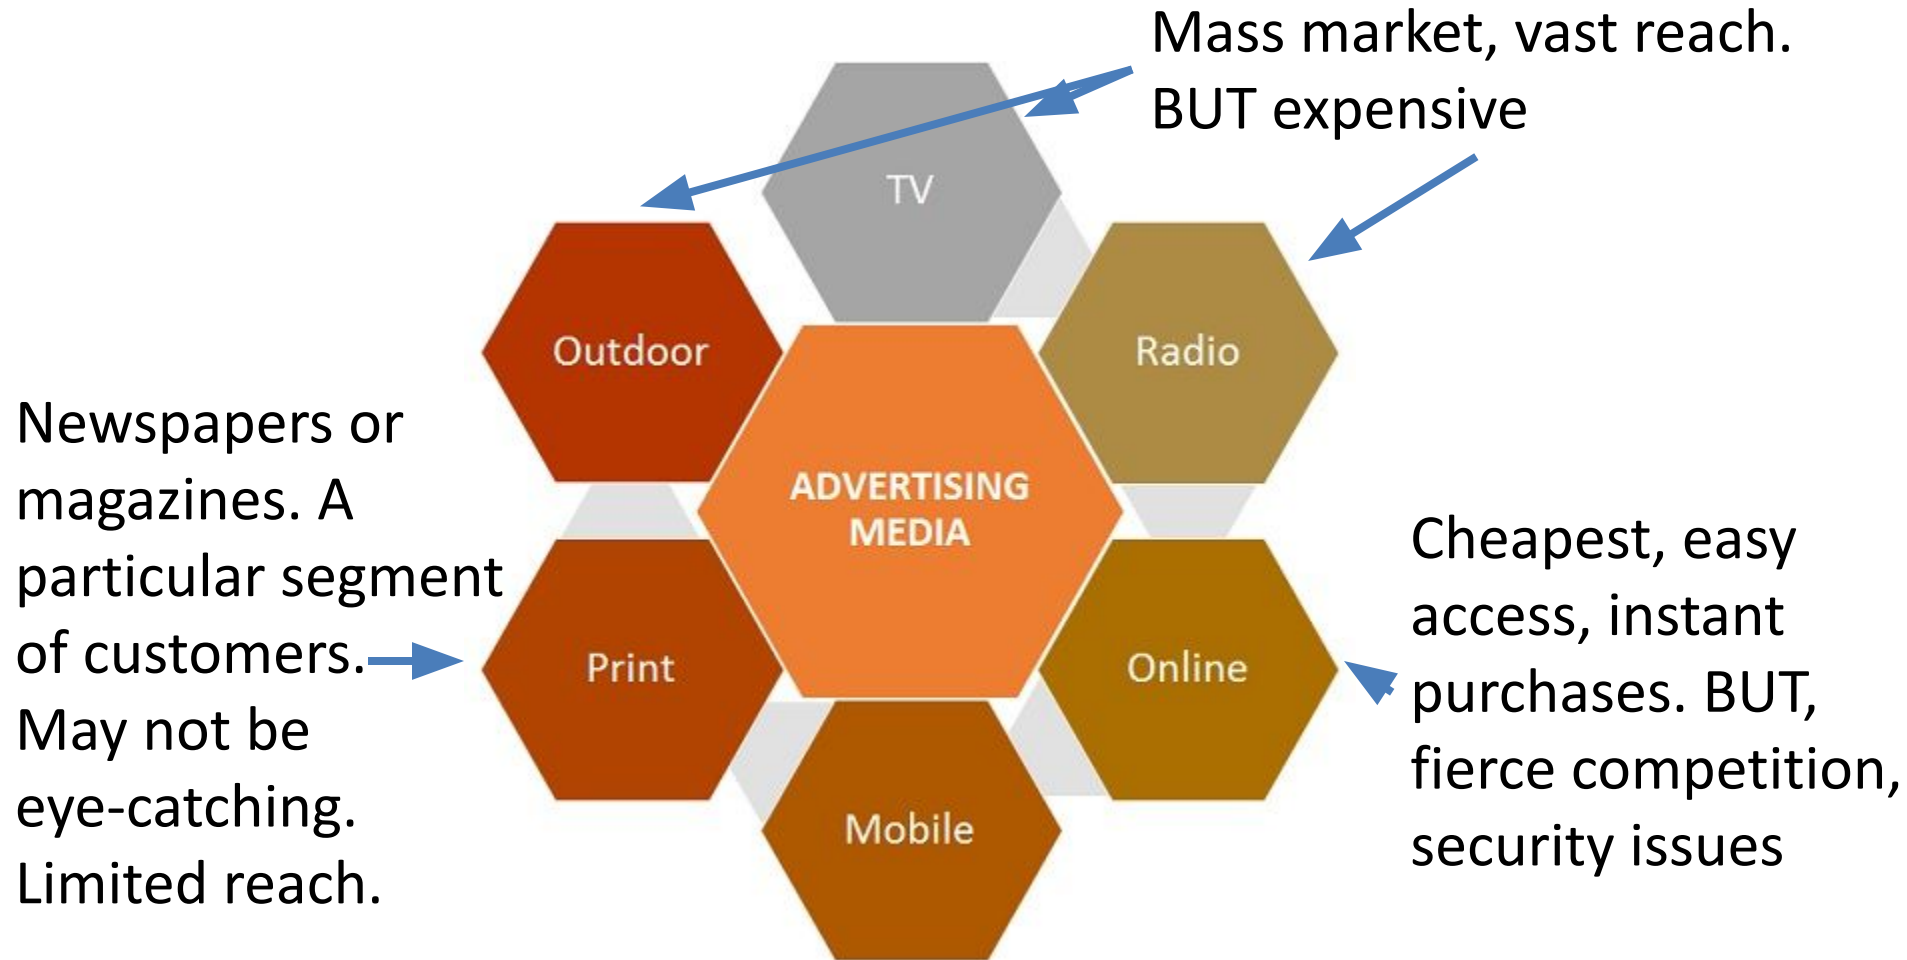 Mass market, vast reach.
BUT expensive
TV
Outdoor
Radio
Newspapers or
magazines. A
particular segment
of customers.
May not be
eye-catching.
Limited reach.
ADVERTISING
MEDIA
Print
Online
Cheapest, easy
access, instant
purchases. BUT,
fierce competition,
security issues
Mobile